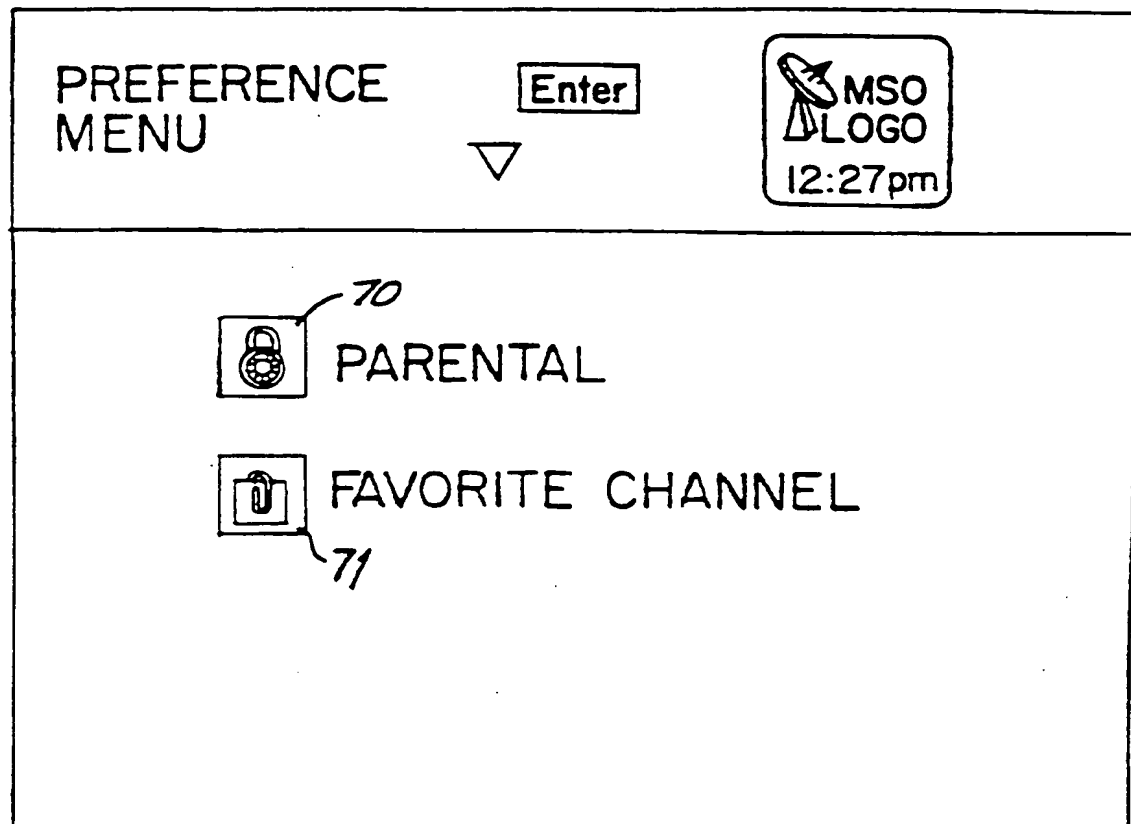 PREFERENCE
MENU
Enter
MSO
LOGO
12:27pm
70
PARENTAL
FAVORITE CHANNEL
71